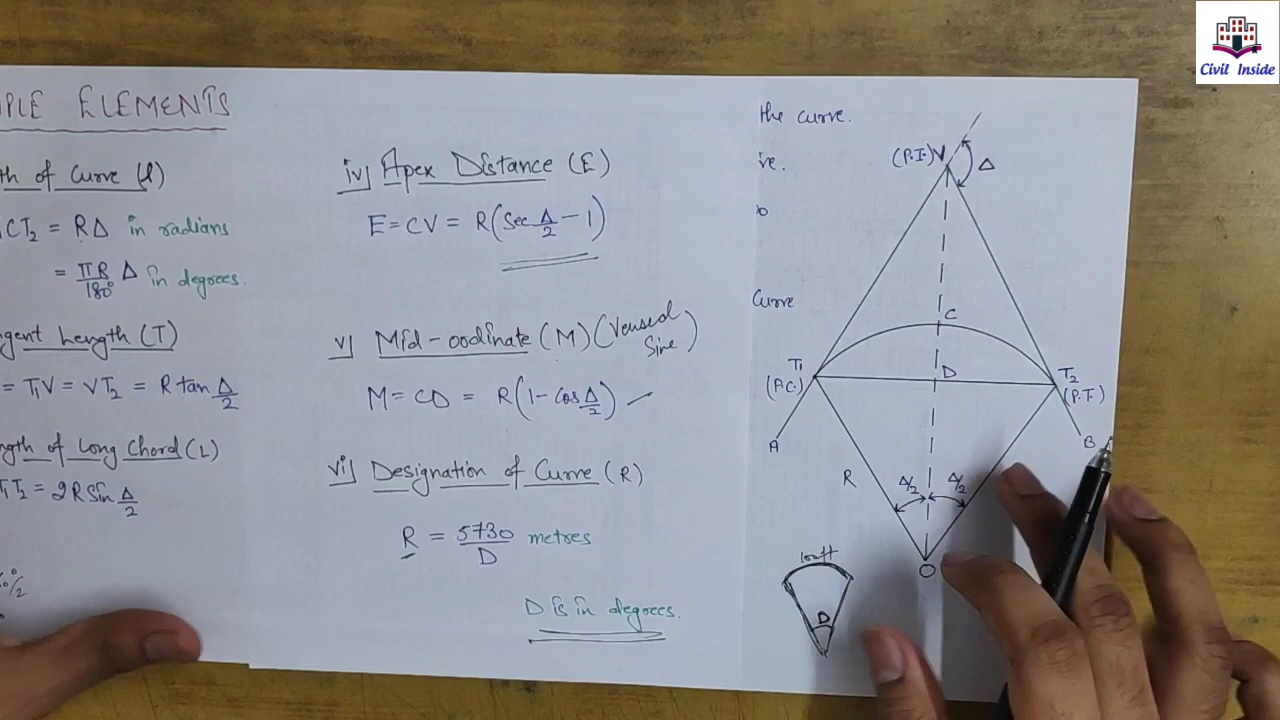 PLE ELEMENTS
th of Curve (l)
CT₂ = RΔ in radians
= πR/180° Δ in degrees.
gent Length (T)
= T₁V = VT₂ = R tan Δ/2
ngth of Long Chord (L)
T₁T₂ = 2R Sin Δ/2
iv) Apex Distance (E)
E = CV = R(Sec Δ/2 - 1)
v) Mid-oodinate (M) (Versed Sine)
M = CD = R(1 - Cos Δ/2)
vi) Designation of Curve (R)
R = 5730/D metres
D is in degrees.
the curve.
ve.
Curve
(P.I.) V
Δ
C
T₁
(P.C.)
D
T₂
(P.T.)
A
B
R
Δ/2
Δ/2
O
D
Civil Inside